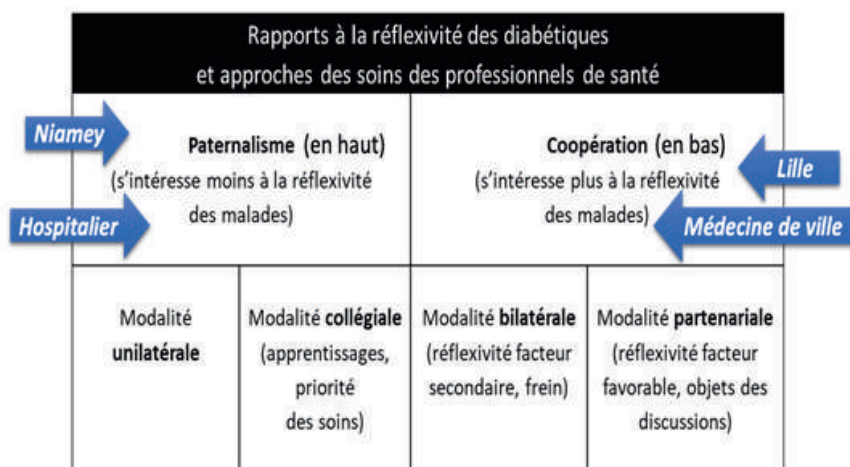 Rapports à la réflexivité des diabétiques
et approches des soins des professionnels de santé
Niamey
Paternalisme (en haut)
(s'intéresse moins à la réflexivité
des malades)
Hospitalier
Coopération (en bas)
(s'intéresse plus à la réflexivité
des malades)
Lille
Médecine de ville
Modalité
unilatérale
Modalité collégiale
(apprentissages,
priorité
des soins)
Modalité bilatérale
(réflexivité facteur
secondaire, frein)
Modalité partenariale
(réflexivité facteur
favorable, objets des
discussions)